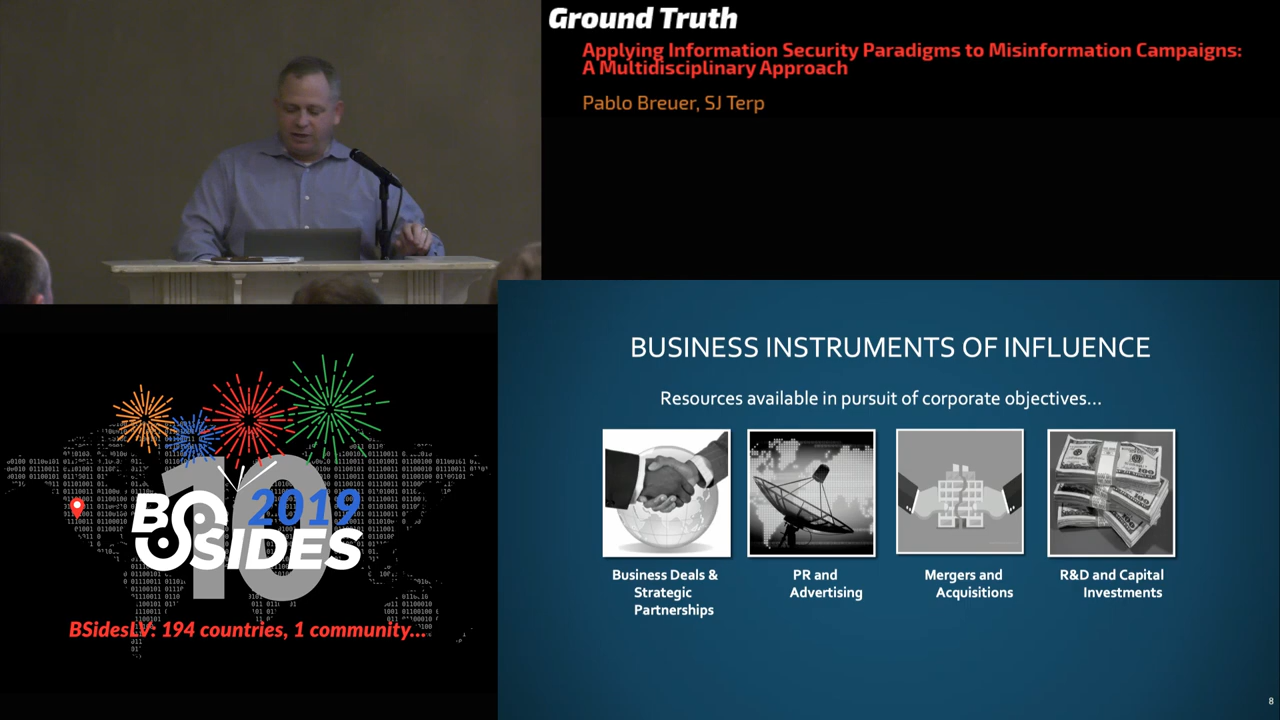 Ground Truth
Applying Information Security Paradigms to Misinformation Campaigns:
A Multidisciplinary Approach
Pablo Breuer, SJ Terp
BUSINESS INSTRUMENTS OF INFLUENCE
Resources available in pursuit of corporate objectives...
Business Deals &
Strategic
Partnerships
PR and
Advertising
Mergers and
Acquisitions
R&D and Capital
Investments
8
10
2019
BSIDES
BSidesLV: 194 countries, 1 community...